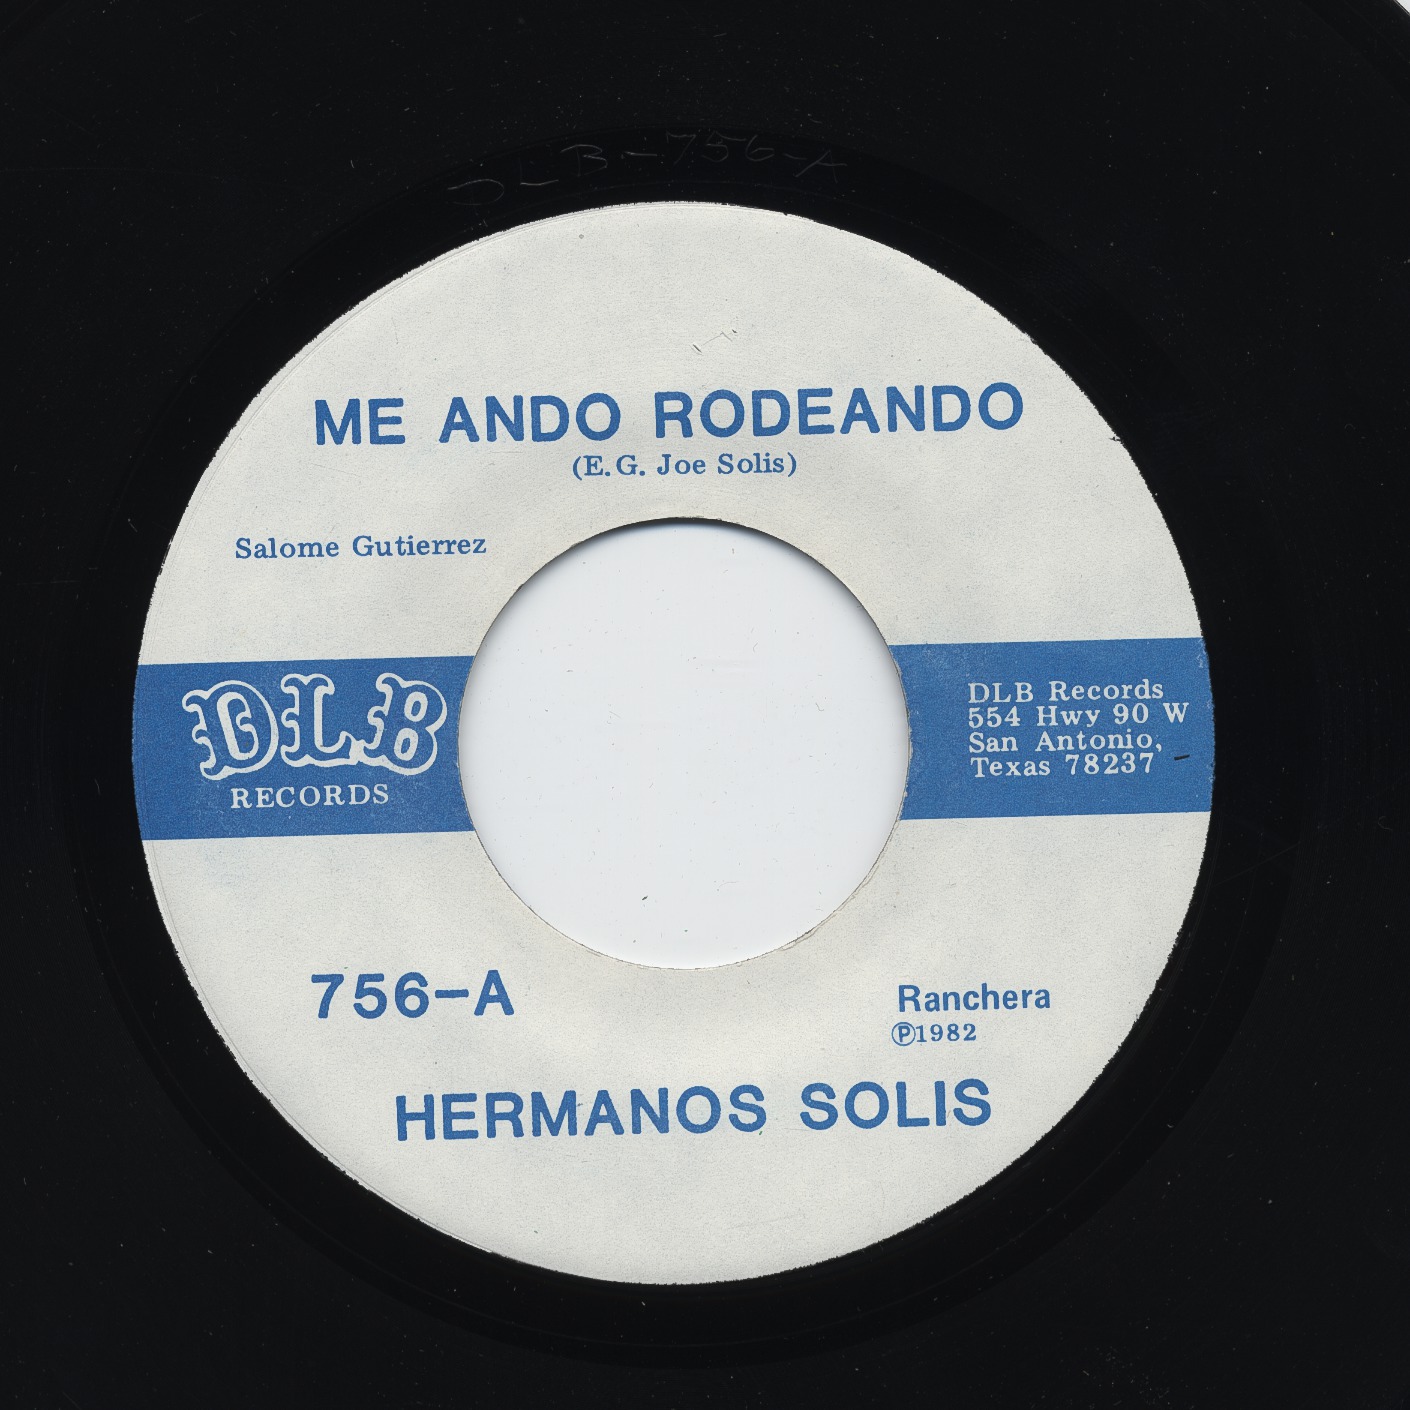 DLB-756-A
ME ANDO RODEANDO
(E.G. Joe Solis)
Salome Gutierrez
DLB
RECORDS
DLB Records
554 Hwy 90 W
San Antonio,
Texas 78237
756-A
Ranchera
℗1982
HERMANOS SOLIS